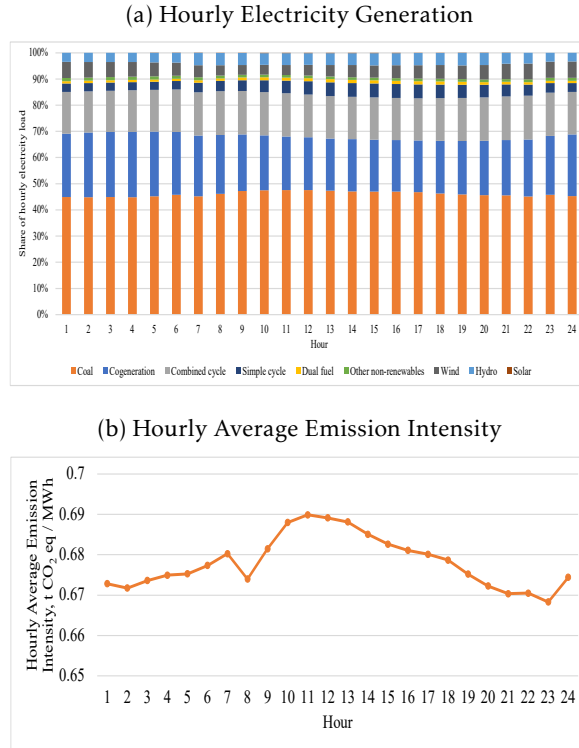 (a) Hourly Electricity Generation
100%
90%
80%
70%
60%
50%
40%
30%
20%
10%
0%
Share of hourly electrcity load
1 2 3 4 5 6 7 8 9 10 11 12 13 14 15 16 17 18 19 20 21 22 23 24
Hour
Coal Cogeneration Combined cycle Simple cycle Dual fuel Other non-renewables Wind Hydro Solar
(b) Hourly Average Emission Intensity
0.7
0.69
0.68
0.67
0.66
0.65
Hourly Average Emission
Intensity, t CO2 eq / MWh
1 2 3 4 5 6 7 8 9 10 11 12 13 14 15 16 17 18 19 20 21 22 23 24
Hour